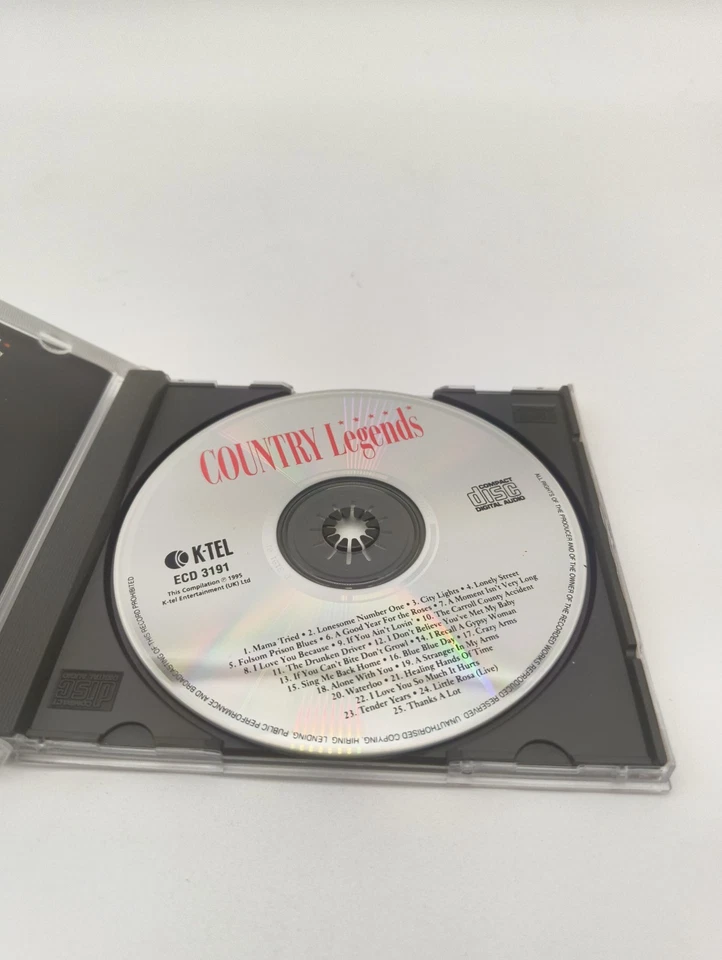 COUNTRY Legends
COMPACT
disc
DIGITAL AUDIO
K-TEL
ECD 3191
This Compilation ℗ 1995
K-tel Entertainment (UK) Ltd
1. Mama Tried • 2. Lonesome Number One • 3. City Lights • 4. Lonely Street
5. Folsom Prison Blues • 6. A Good Year For the Roses • 7. A Moment Isn't Very Long
8. I Love You Because • 9. If You Ain't Lovin' • 10. The Carroll County Accident
11. The Drunken Driver • 12. I Don't Believe You've Met My Baby
13. If You Can't Bite Don't Growl • 14. I Recall A Gypsy Woman
15. Sing Me Back Home • 16. Blue Blue Day • 17. Crazy Arms
18. Alone With You • 19. A Stranger In My Arms
20. Waterloo • 21. Healing Hands Of Time
22. I Love You So Much It Hurts
23. Tender Years • 24. Little Rosa (Live)
25. Thanks A Lot
ALL RIGHTS OF THE PRODUCER AND OF THE OWNER OF THE RECORDED WORKS REPRODUCED RESERVED. UNAUTHORISED COPYING, HIRING, LENDING, PUBLIC PERFORMANCE AND BROADCASTING OF THIS RECORD PROHIBITED.